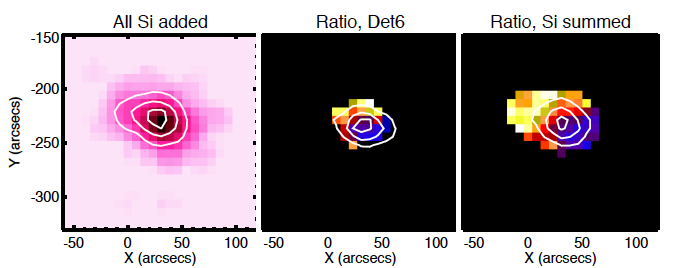 All Si added
Ratio, Det6
Ratio, Si summed
Y (arcsecs)
-150
-200
-250
-300
-50 0 50 100
-50 0 50 100
-50 0 50 100
X (arcsecs)
X (arcsecs)
X (arcsecs)